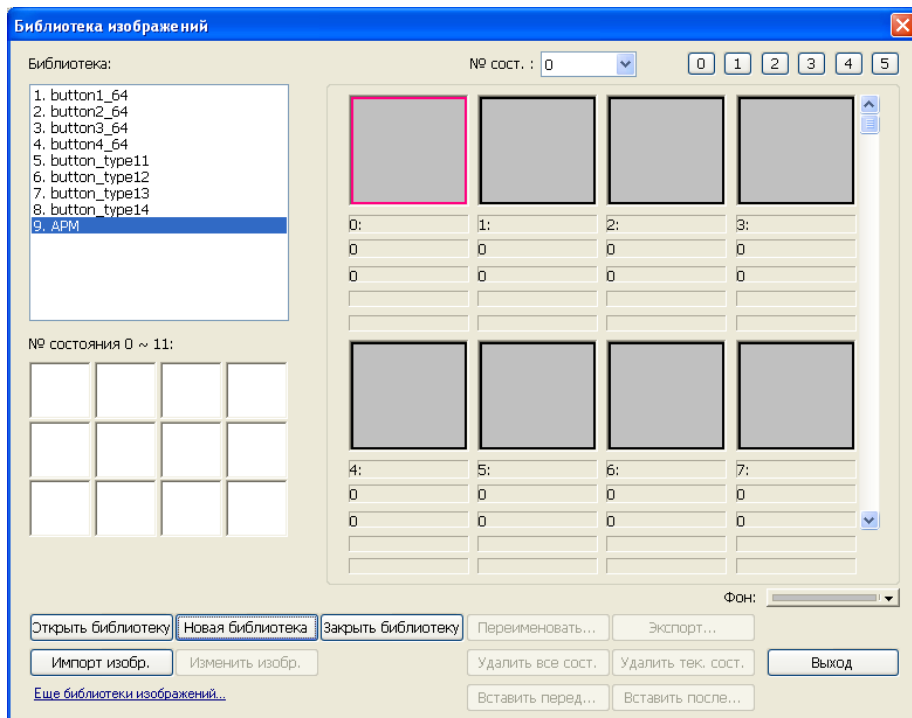 Библиотека изображений
Библиотека:
№ сост. : 0
0 1 2 3 4 5
1. button1_64
2. button2_64
3. button3_64
4. button4_64
5. button_type11
6. button_type12
7. button_type13
8. button_type14
9. АРМ
0: 1: 2: 3:
0 0 0 0
0 0 0 0
№ состояния 0 ~ 11:
4: 5: 6: 7:
0 0 0 0
0 0 0 0
Фон:
Открыть библиотеку Новая библиотека Закрыть библиотеку Переименовать... Экспорт...
Импорт изобр. Изменить изобр. Удалить все сост. Удалить тек. сост. Выход
Еще библиотеки изображений...
Вставить перед... Вставить после...